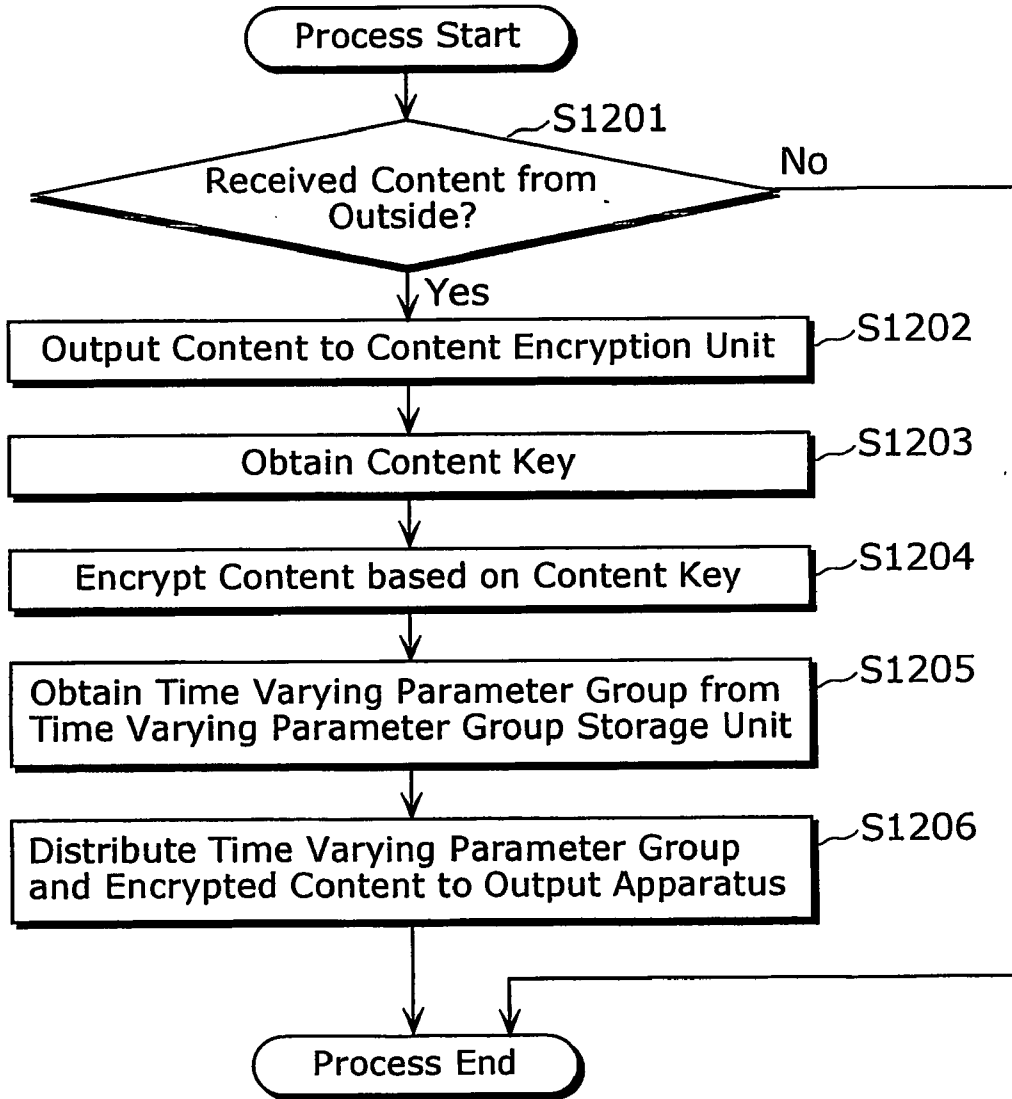 Process Start
S1201
No
Received Content from
Outside?
Yes
S1202
Output Content to Content Encryption Unit
S1203
Obtain Content Key
S1204
Encrypt Content based on Content Key
S1205
Obtain Time Varying Parameter Group from
Time Varying Parameter Group Storage Unit
S1206
Distribute Time Varying Parameter Group
and Encrypted Content to Output Apparatus
Process End